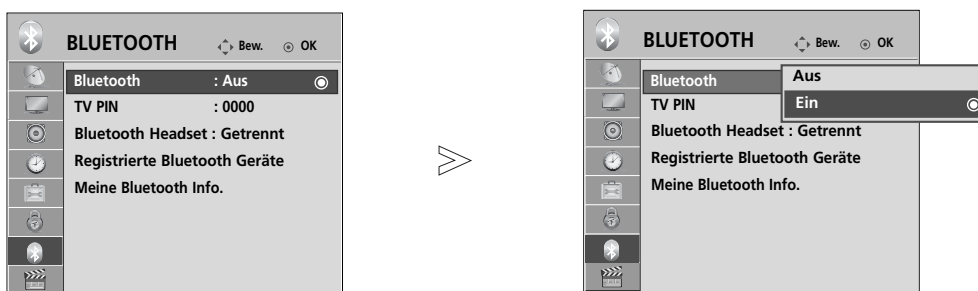 BLUETOOTH Bew. OK
Bluetooth : Aus
TV PIN : 0000
Bluetooth Headset : Getrennt
Registrierte Bluetooth Geräte
Meine Bluetooth Info.
BLUETOOTH Bew. OK
Bluetooth Aus
TV PIN Ein
Bluetooth Headset : Getrennt
Registrierte Bluetooth Geräte
Meine Bluetooth Info.